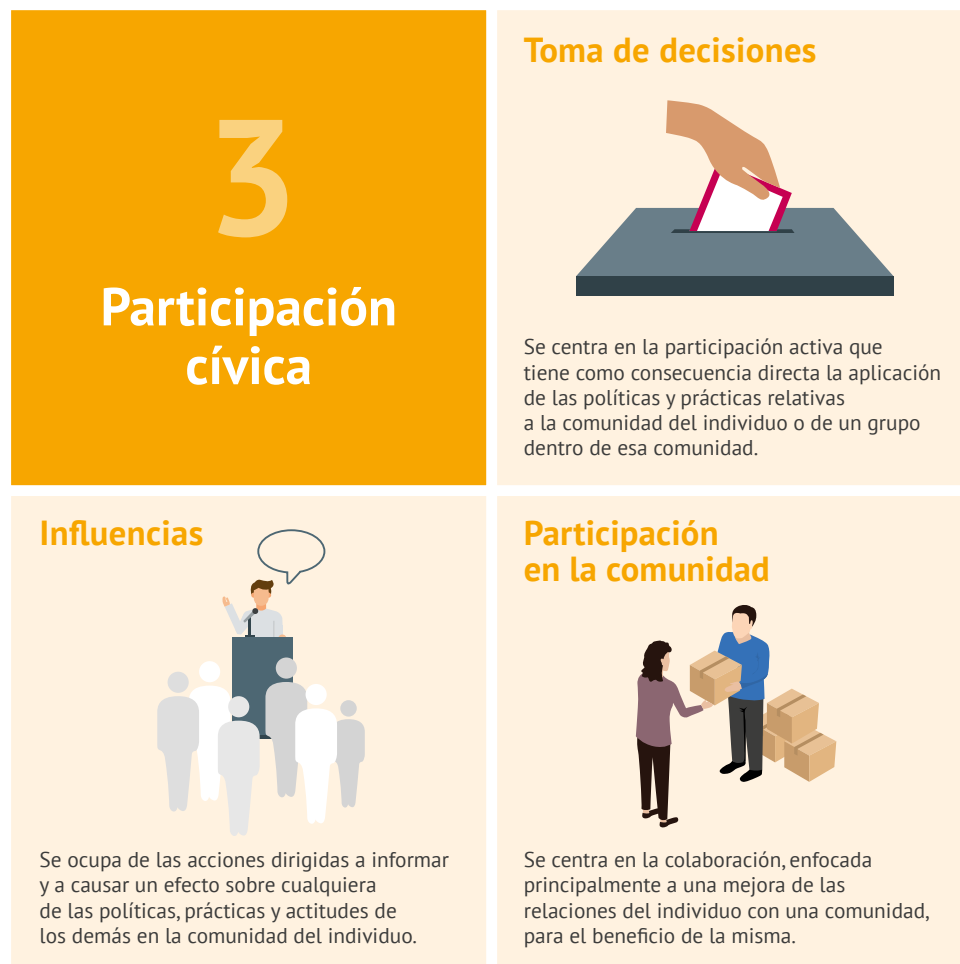 3
Participación
cívica
Toma de decisiones
Se centra en la participación activa que
tiene como consecuencia directa la aplicación
de las políticas y prácticas relativas
a la comunidad del individuo o de un grupo
dentro de esa comunidad.
Influencias
Se ocupa de las acciones dirigidas a informar
y a causar un efecto sobre cualquiera
de las políticas, prácticas y actitudes de
los demás en la comunidad del individuo.
Participación
en la comunidad
Se centra en la colaboración, enfocada
principalmente a una mejora de las
relaciones del individuo con una comunidad,
para el beneficio de la misma.